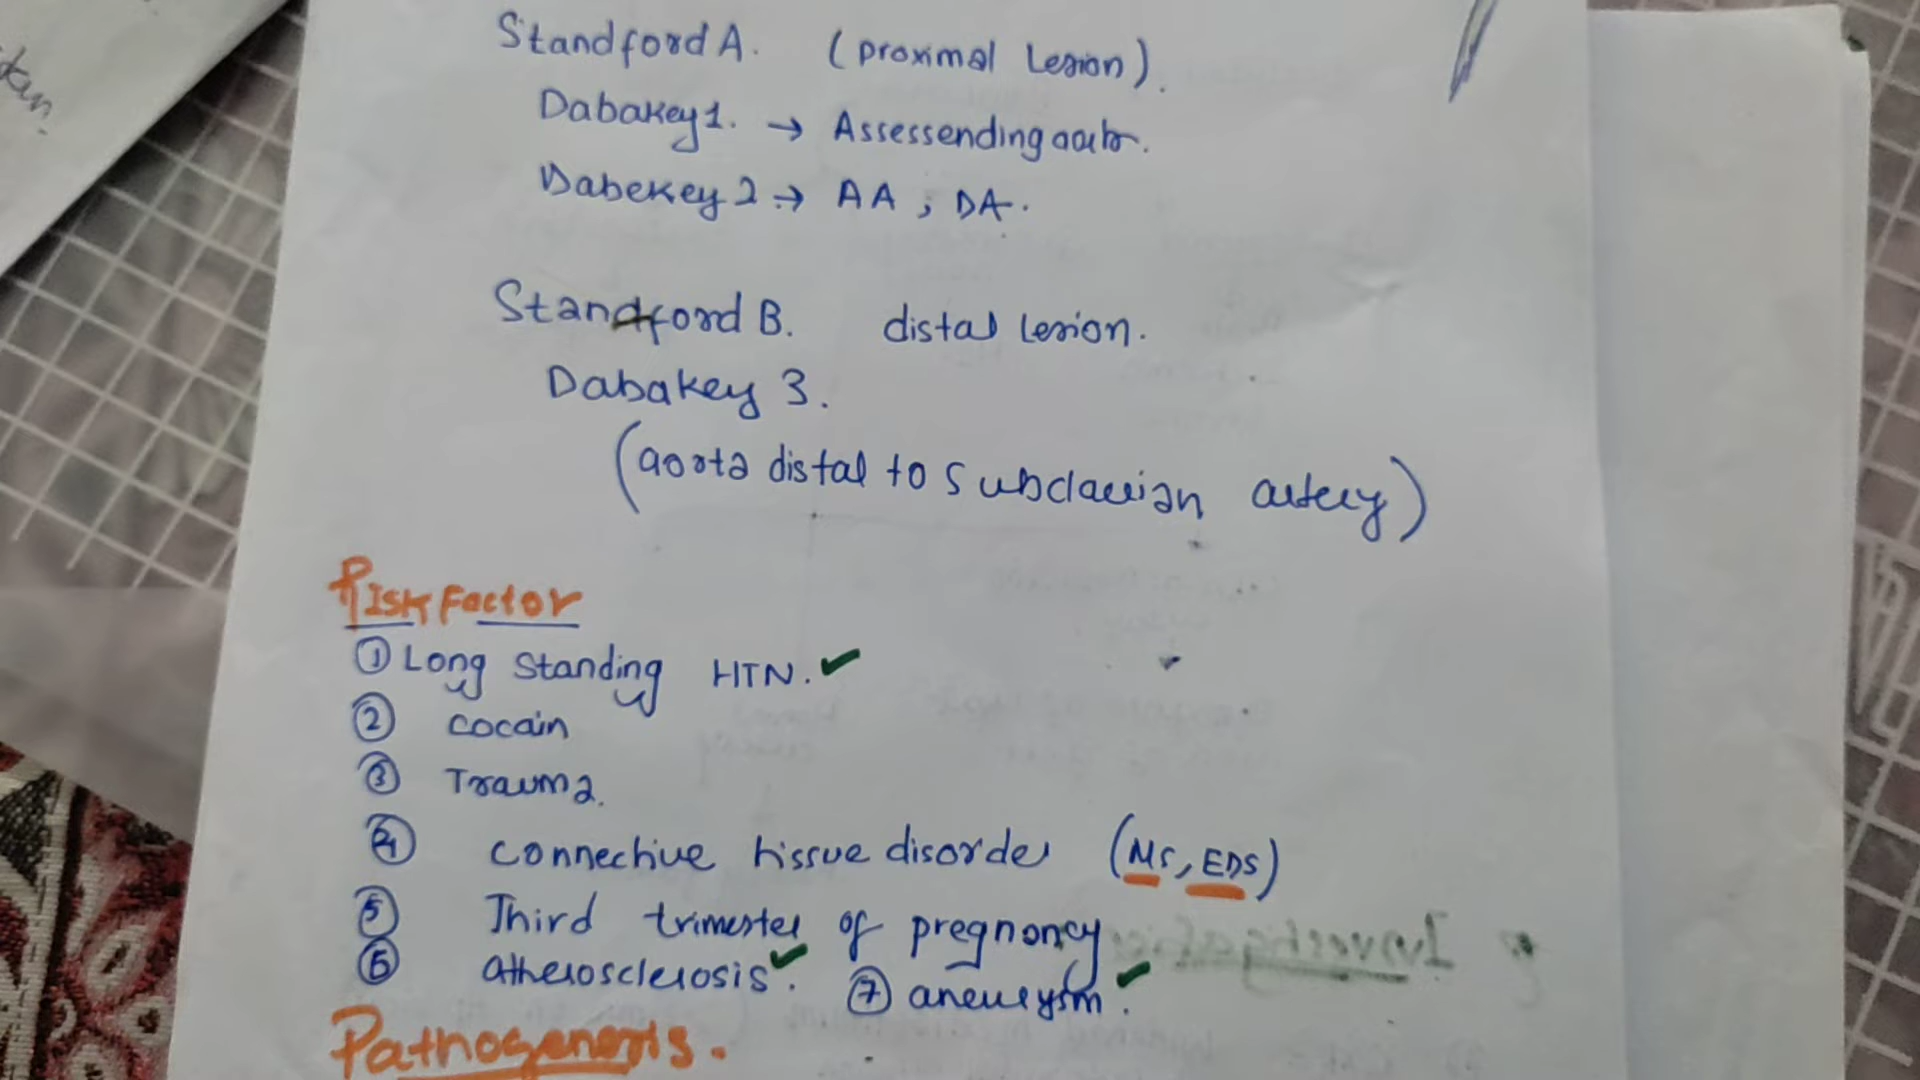 Standford A. (proximal Lesion).
Dabakey 1. → Assessending aorta.
Dabekey 2 → AA ; DA.
Standford B. distal lesion.
Dabakey 3.
(aorta distal to subclavian artery)
Risk Factor
① Long Standing HTN. ✓
② cocain
③ Trauma.
④ connective tissue disorder (MS, EDS)
⑤ Third trimester of pregnoncy
⑥ atherosclerosis ✓. ⑦ aneurysm ✓.
Pathogenesis.